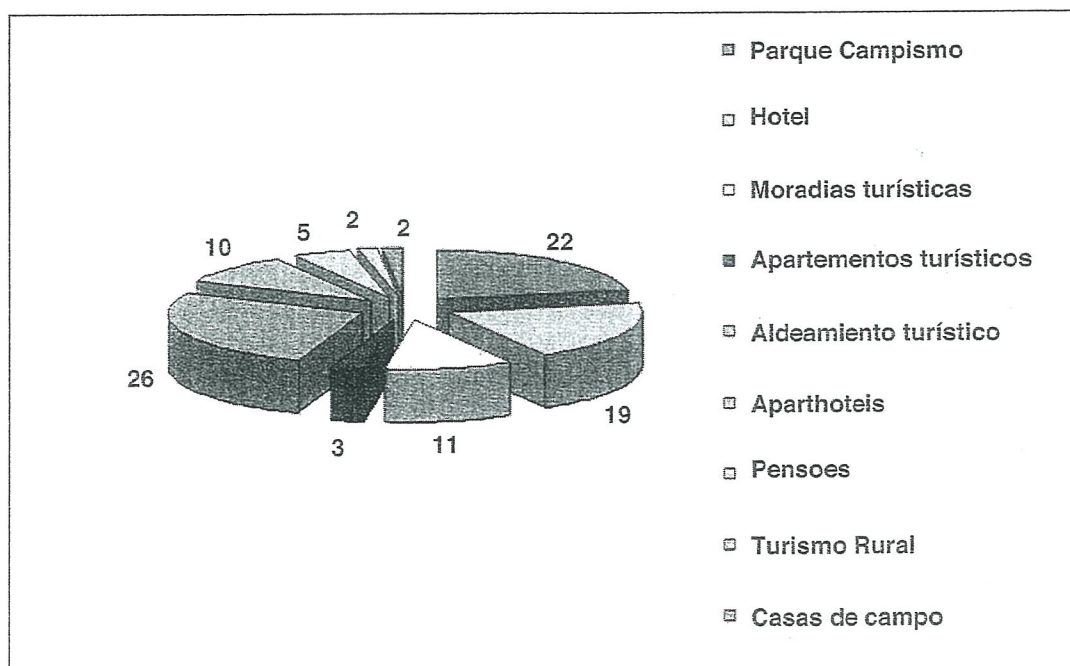 Parque Campismo
Hotel
Moradias turísticas
Apartementos turísticos
Aldeamiento turístico
Aparthoteis
Pensoes
Turismo Rural
Casas de campo
22
19
11
3
26
10
5
2
2